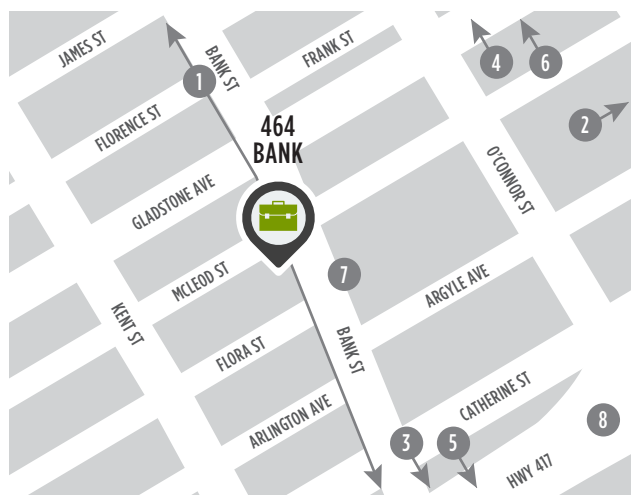 JAMES ST
BANK ST
FRANK ST
4
6
1
2
FLORENCE ST
464
BANK
O'CONNOR ST
GLADSTONE AVE
MCLEOD ST
7
ARGYLE AVE
KENT ST
FLORA ST
BANK ST
ARLINGTON AVE
CATHERINE ST
3
5
8
HWY 417